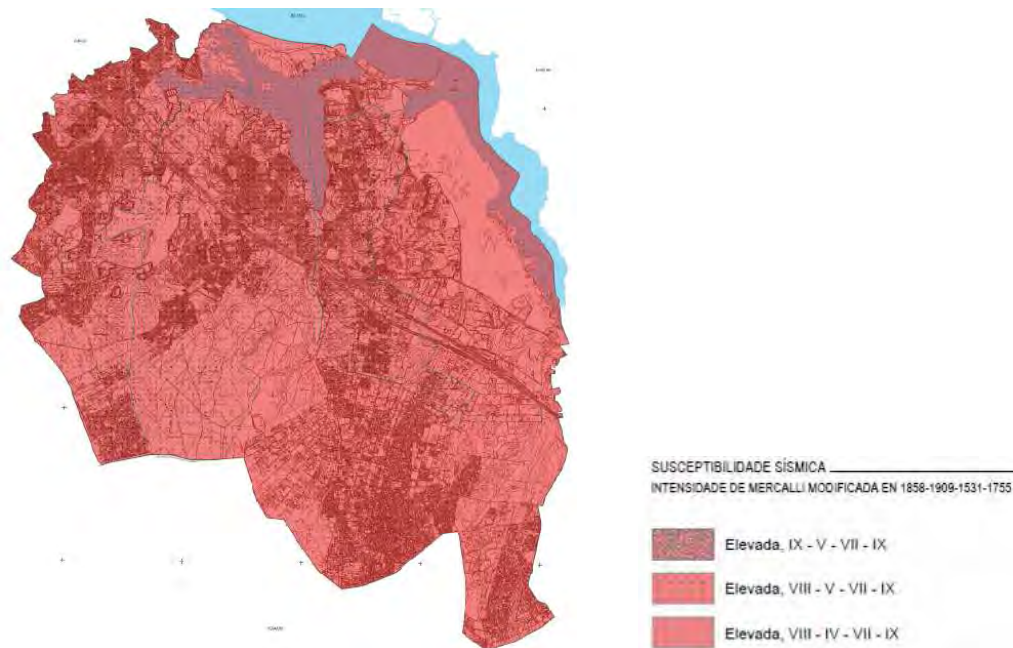 SUSCEPTIBILIDADE SÍSMICA
INTENSIDADE DE MERCALLI MODIFICADA EN 1858-1909-1531-1755
Elevada, IX - V - VII - IX
Elevada, VIII - V - VII - IX
Elevada, VIII - IV - VII - IX